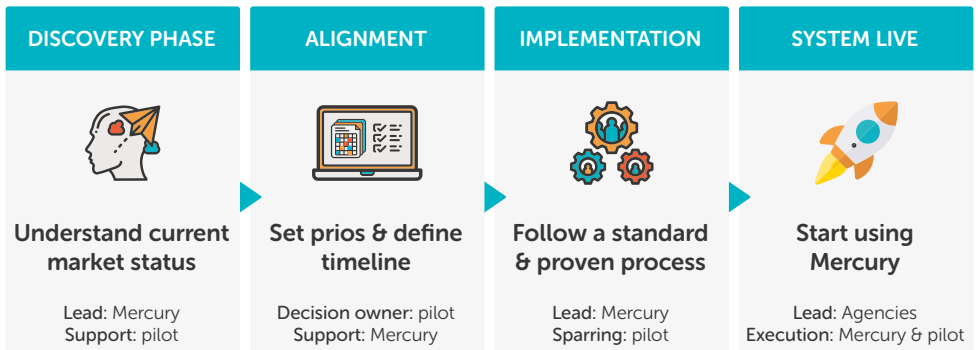 DISCOVERY PHASE
Understand current
market status
Lead: Mercury
Support: pilot
ALIGNMENT
Set prios & define
timeline
Decision owner: pilot
Support: Mercury
IMPLEMENTATION
Follow a standard
& proven process
Lead: Mercury
Sparring: pilot
SYSTEM LIVE
Start using
Mercury
Lead: Agencies
Execution: Mercury & pilot